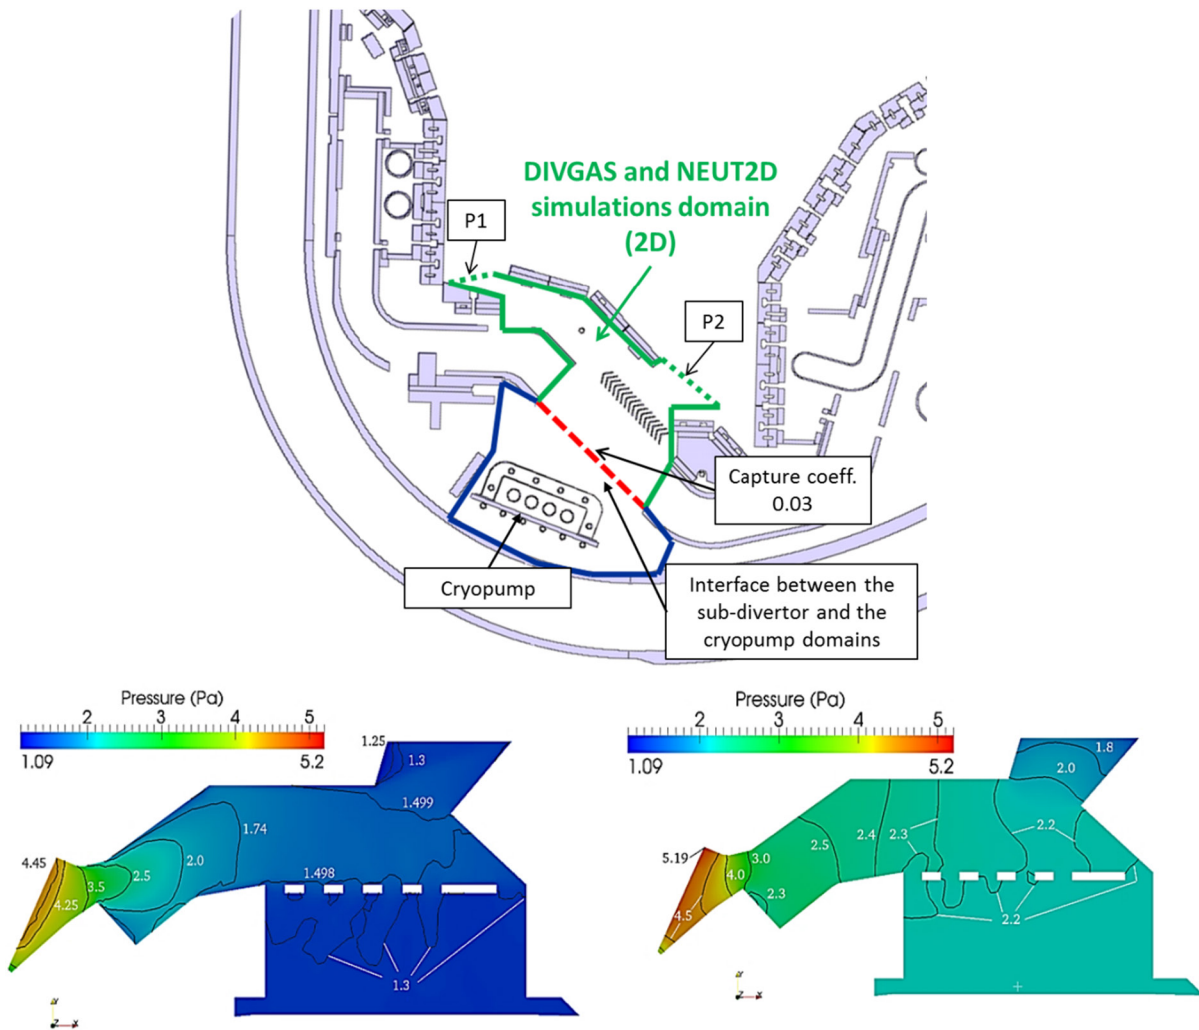 DIVGAS and NEUT2D
simulations domain
(2D)
P1
P2
Capture coeff.
0.03
Cryopump
Interface between the
sub-divertor and the
cryopump domains
Pressure (Pa)
2 3 4 5
1.09 5.2
1.25
1.3
1.499
1.74
2.0
2.5
3.5
4.45
4.25
1.498
1.3
Y
Z X
Pressure (Pa)
2 3 4 5
1.09 5.2
1.8
2.0
2.2
2.3
2.4
2.5
3.0
5.19
4.0
2.3
4.5
2.2
Y
Z X